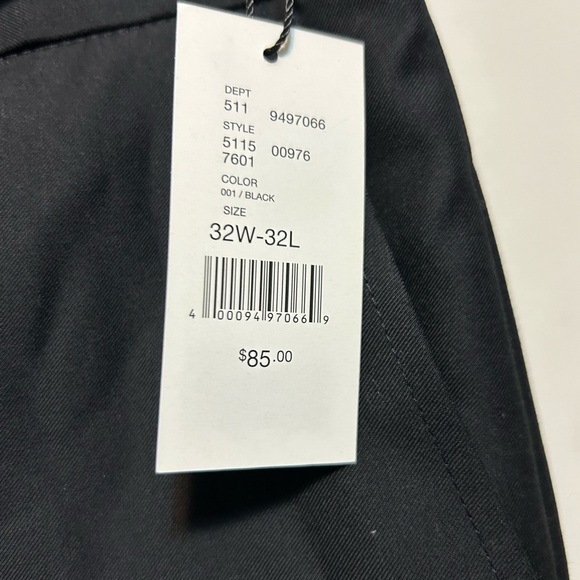 DEPT
511 9497066
STYLE
5115 00976
7601
COLOR
001 / BLACK
SIZE
32W-32L
4 00094 97066 9
$85.00